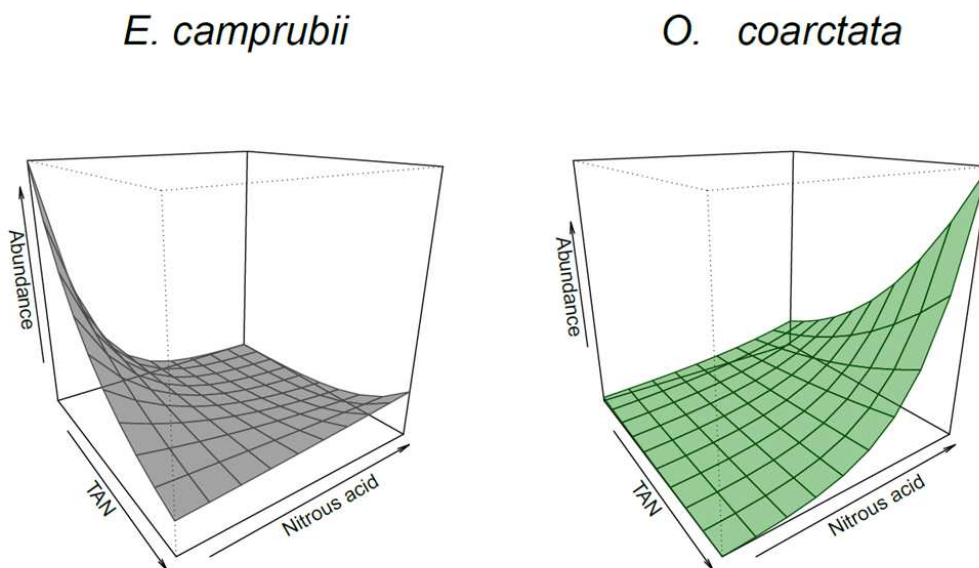 E. camprubii
O. coarctata
Abundance
TAN
Nitrous acid
Abundance
TAN
Nitrous acid